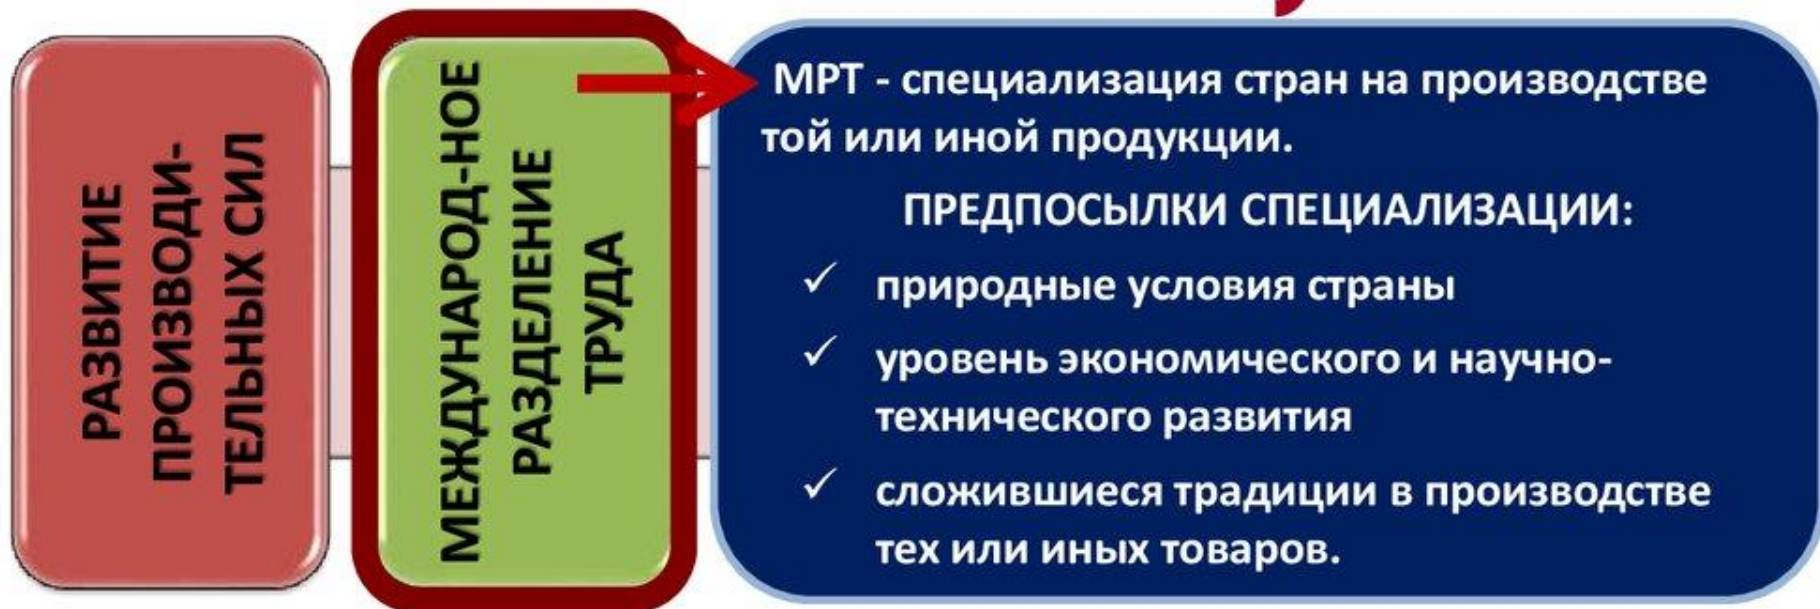 РАЗВИТИЕ
ПРОИЗВОДИ-
ТЕЛЬНЫХ СИЛ
МЕЖДУНАРОД-НОЕ
РАЗДЕЛЕНИЕ
ТРУДА
МРТ - специализация стран на производстве
той или иной продукции.
ПРЕДПОСЫЛКИ СПЕЦИАЛИЗАЦИИ:
✓ природные условия страны
✓ уровень экономического и научно-
технического развития
✓ сложившиеся традиции в производстве
тех или иных товаров.